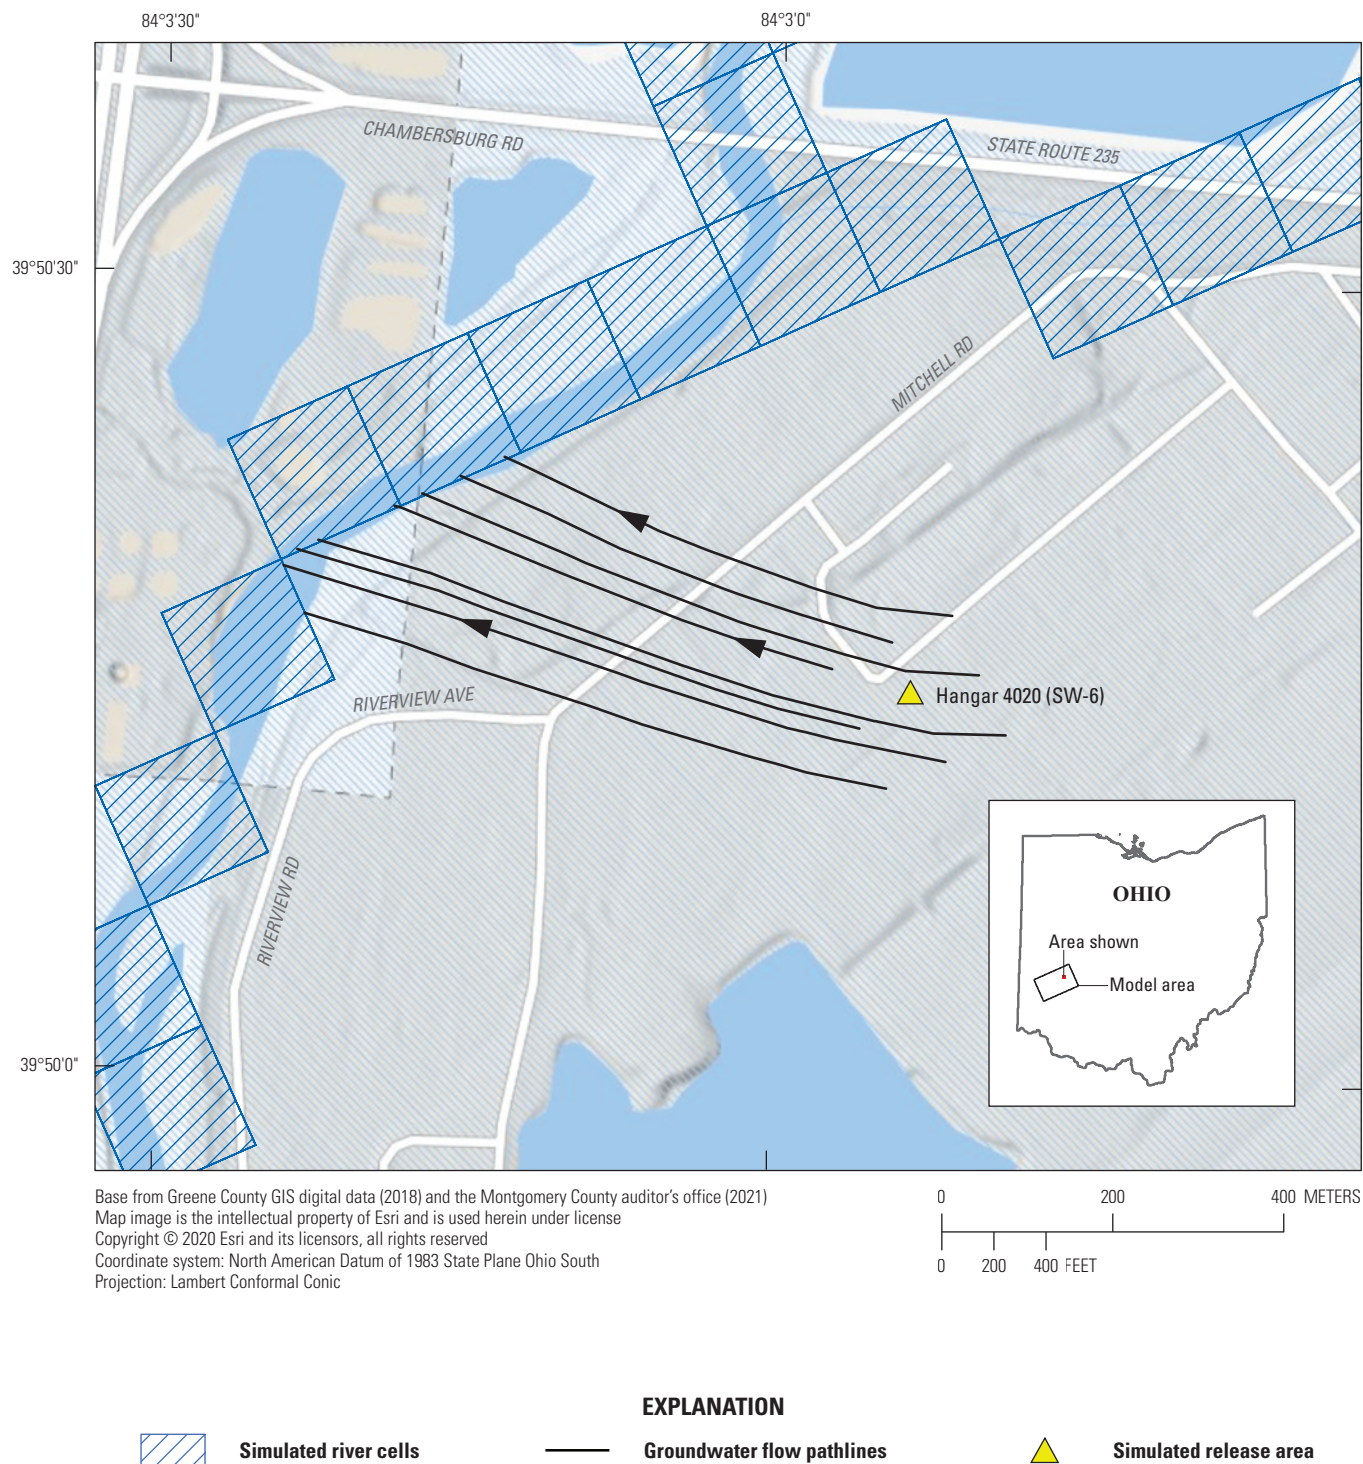 84°3'30"
84°3'0"
CHAMBERSBURG RD
STATE ROUTE 235
39°50'30"
MITCHELL RD
Hangar 4020 (SW-6)
RIVERVIEW AVE
RIVERVIEW RD
OHIO
Area shown
Model area
39°50'0"
Base from Greene County GIS digital data (2018) and the Montgomery County auditor's office (2021)
Map image is the intellectual property of Esri and is used herein under license
Copyright © 2020 Esri and its licensors, all rights reserved
Coordinate system: North American Datum of 1983 State Plane Ohio South
Projection: Lambert Conformal Conic
0 200 400 METERS
0 200 400 FEET
EXPLANATION
Simulated river cells
Groundwater flow pathlines
Simulated release area